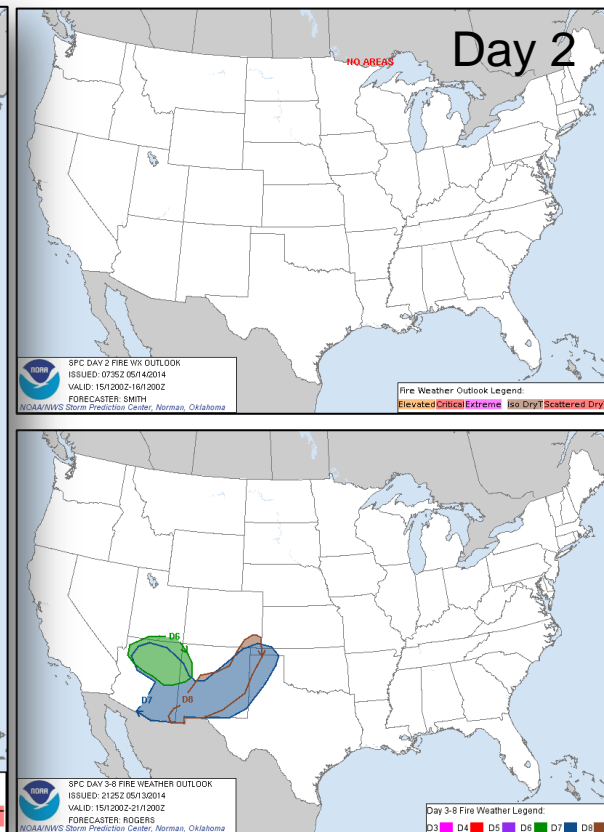 Day 2
NO AREAS
NOAA
SPC DAY 2 FIRE WX OUTLOOK
ISSUED: 0735Z 05/14/2014
VALID: 15/1200Z-16/1200Z
FORECASTER: SMITH
NOAA/NWS Storm Prediction Center, Norman, Oklahoma
Fire Weather Outlook Legend:
Elevated Critical Extreme Iso DryT Scattered Dry
D6
D7
D8
NOAA
SPC DAY 3-8 FIRE WEATHER OUTLOOK
ISSUED: 2125Z 05/13/2014
VALID: 15/1200Z-21/1200Z
FORECASTER: ROGERS
NOAA/NWS Storm Prediction Center, Norman, Oklahoma
Day 3-8 Fire Weather Legend:
D3 D4 D5 D6 D7 D8